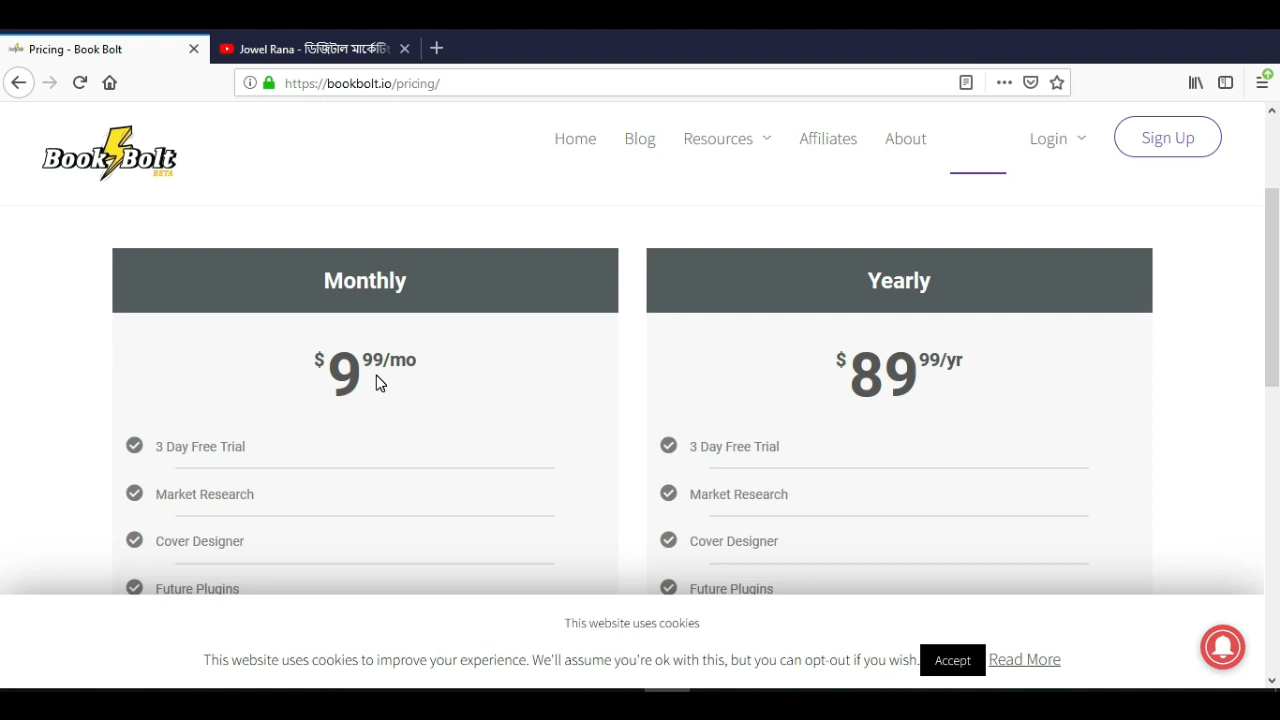 Pricing - Book Bolt
Jowel Rana - ডিজিটাল মার্কেটিং
https://bookbolt.io/pricing/
Book Bolt
BETA
Home Blog Resources Affiliates About Login Sign Up
Monthly
$9 99/mo
3 Day Free Trial
Market Research
Cover Designer
Future Plugins
Yearly
$89 99/yr
3 Day Free Trial
Market Research
Cover Designer
Future Plugins
This website uses cookies
This website uses cookies to improve your experience. We'll assume you're ok with this, but you can opt-out if you wish. Accept Read More